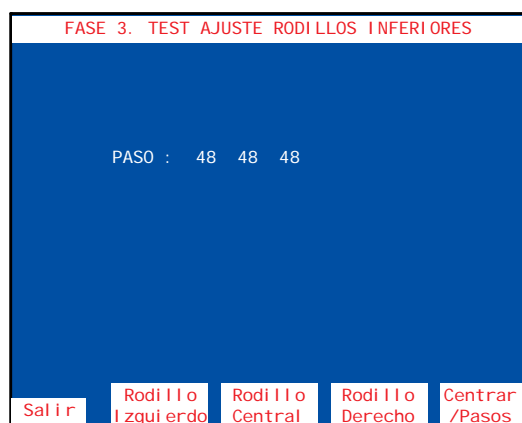 FASE 3. TEST AJUSTE RODILLOS INFERIORES
PASO : 48 48 48
Salir
Rodillo
Izquierdo
Rodillo
Central
Rodillo
Derecho
Centrar
/Pasos